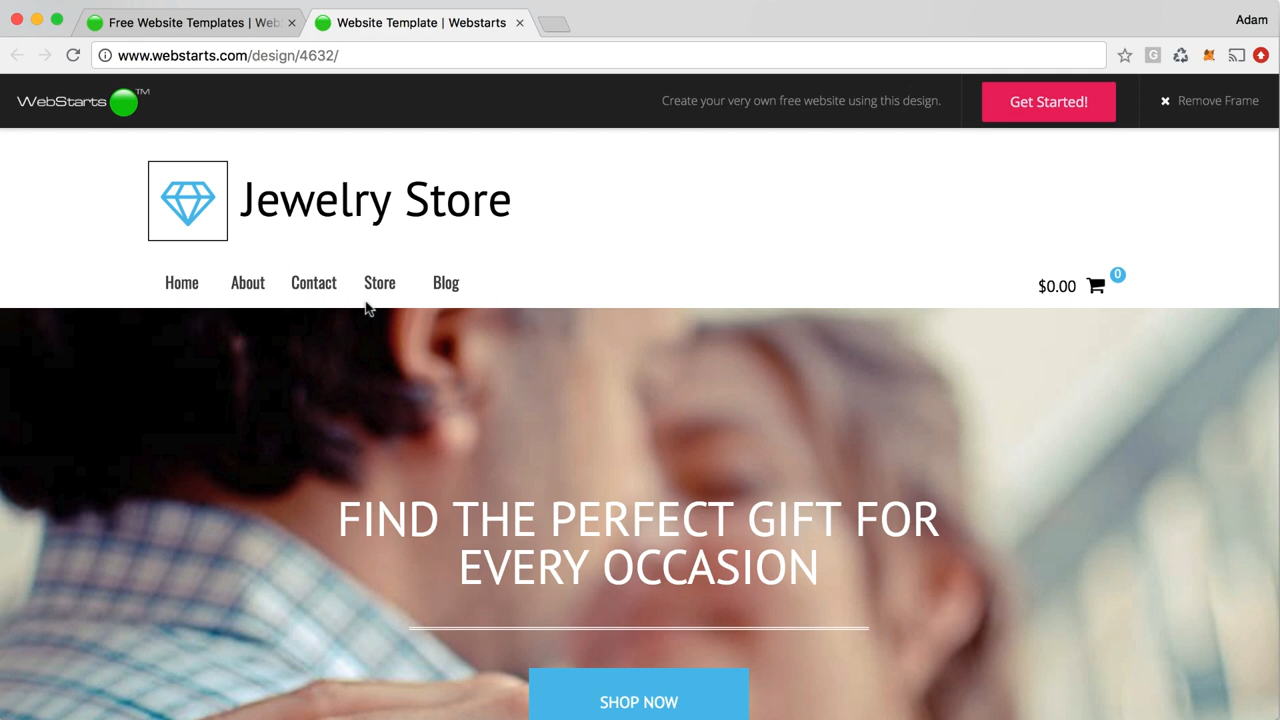 Free Website Templates | Web
Website Template | Webstarts
Adam
www.webstarts.com/design/4632/
WebStarts TM
Create your very own free website using this design.
Get Started!
Remove Frame
Jewelry Store
Home About Contact Store Blog
$0.00 0
FIND THE PERFECT GIFT FOR
EVERY OCCASION
SHOP NOW